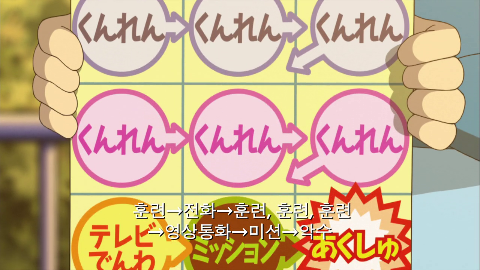 くんれん くんれん くんれん
くんれん くんれん くんれん
テレビ ミッション あくしゅ
でんわ
훈련→전화→훈련, 훈련, 훈련
→영상통화→미션→악수